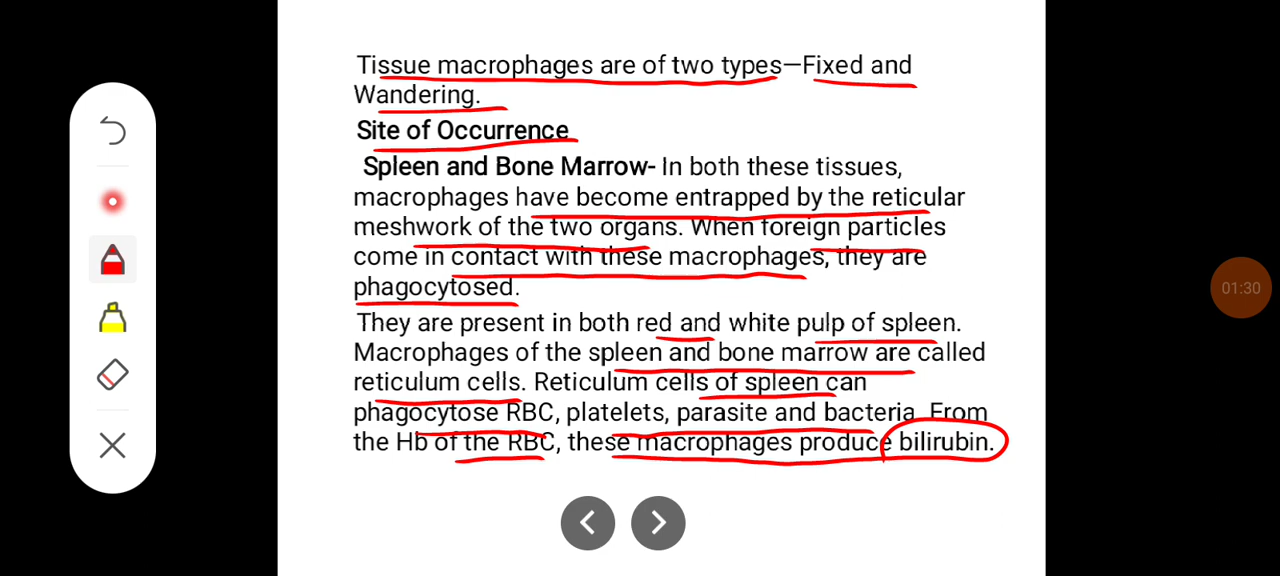 Tissue macrophages are of two types—Fixed and
Wandering.
Site of Occurrence
Spleen and Bone Marrow- In both these tissues,
macrophages have become entrapped by the reticular
meshwork of the two organs. When foreign particles
come in contact with these macrophages, they are
phagocytosed.
They are present in both red and white pulp of spleen.
Macrophages of the spleen and bone marrow are called
reticulum cells. Reticulum cells of spleen can
phagocytose RBC, platelets, parasite and bacteria. From
the Hb of the RBC, these macrophages produce bilirubin.
01:30